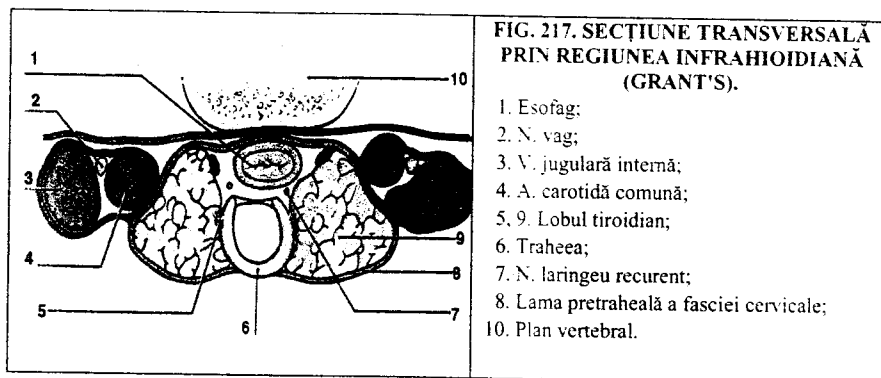 FIG. 217. SECȚIUNE TRANSVERSALĂ
PRIN REGIUNEA INFRAHIOIDIANĂ
(GRANT'S).
1. Esofag;
2. N. vag;
3. V. jugulară internă;
4. A. carotidă comună;
5, 9. Lobul tiroidian;
6. Traheea;
7. N. laringeu recurent;
8. Lama pretraheală a fasciei cervicale;
10. Plan vertebral.
1
10
2
3
4
9
8
5
6
7